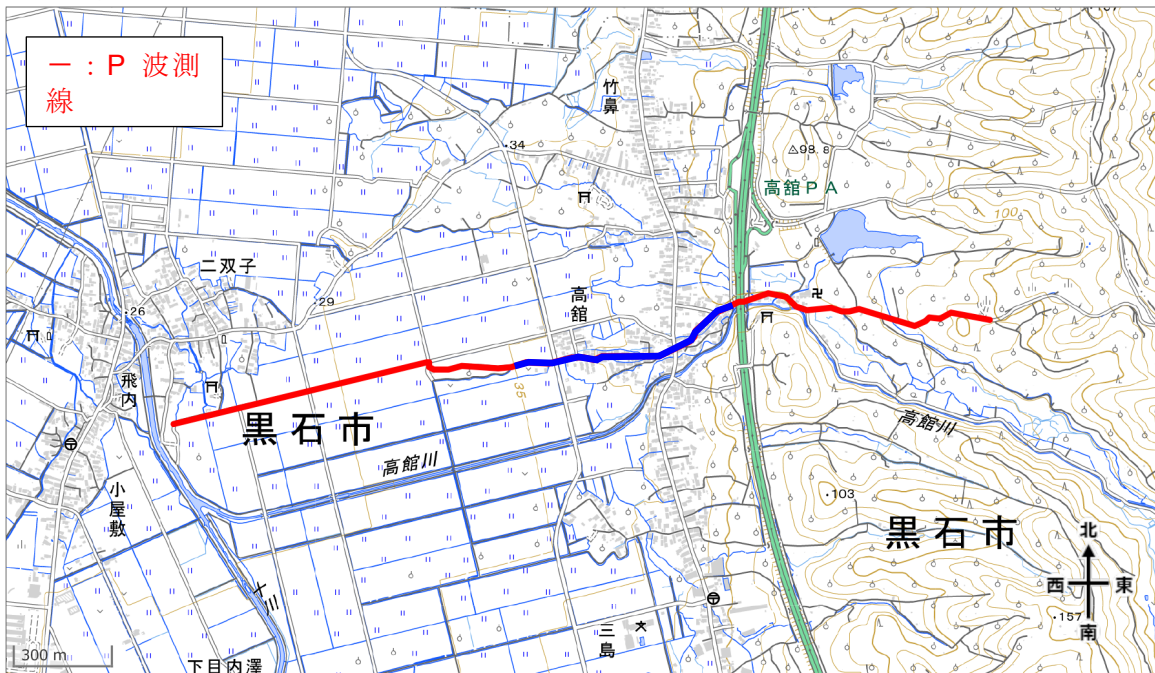 ー：P 波測
線
竹鼻
34
98.8
高舘ＰＡ
100
二双子
29
26
高舘
飛内
35
黒石市
高舘川
高舘川
小屋敷
103
黒石市
北
西 東
南
十川
157
三島
300 m
下目内澤